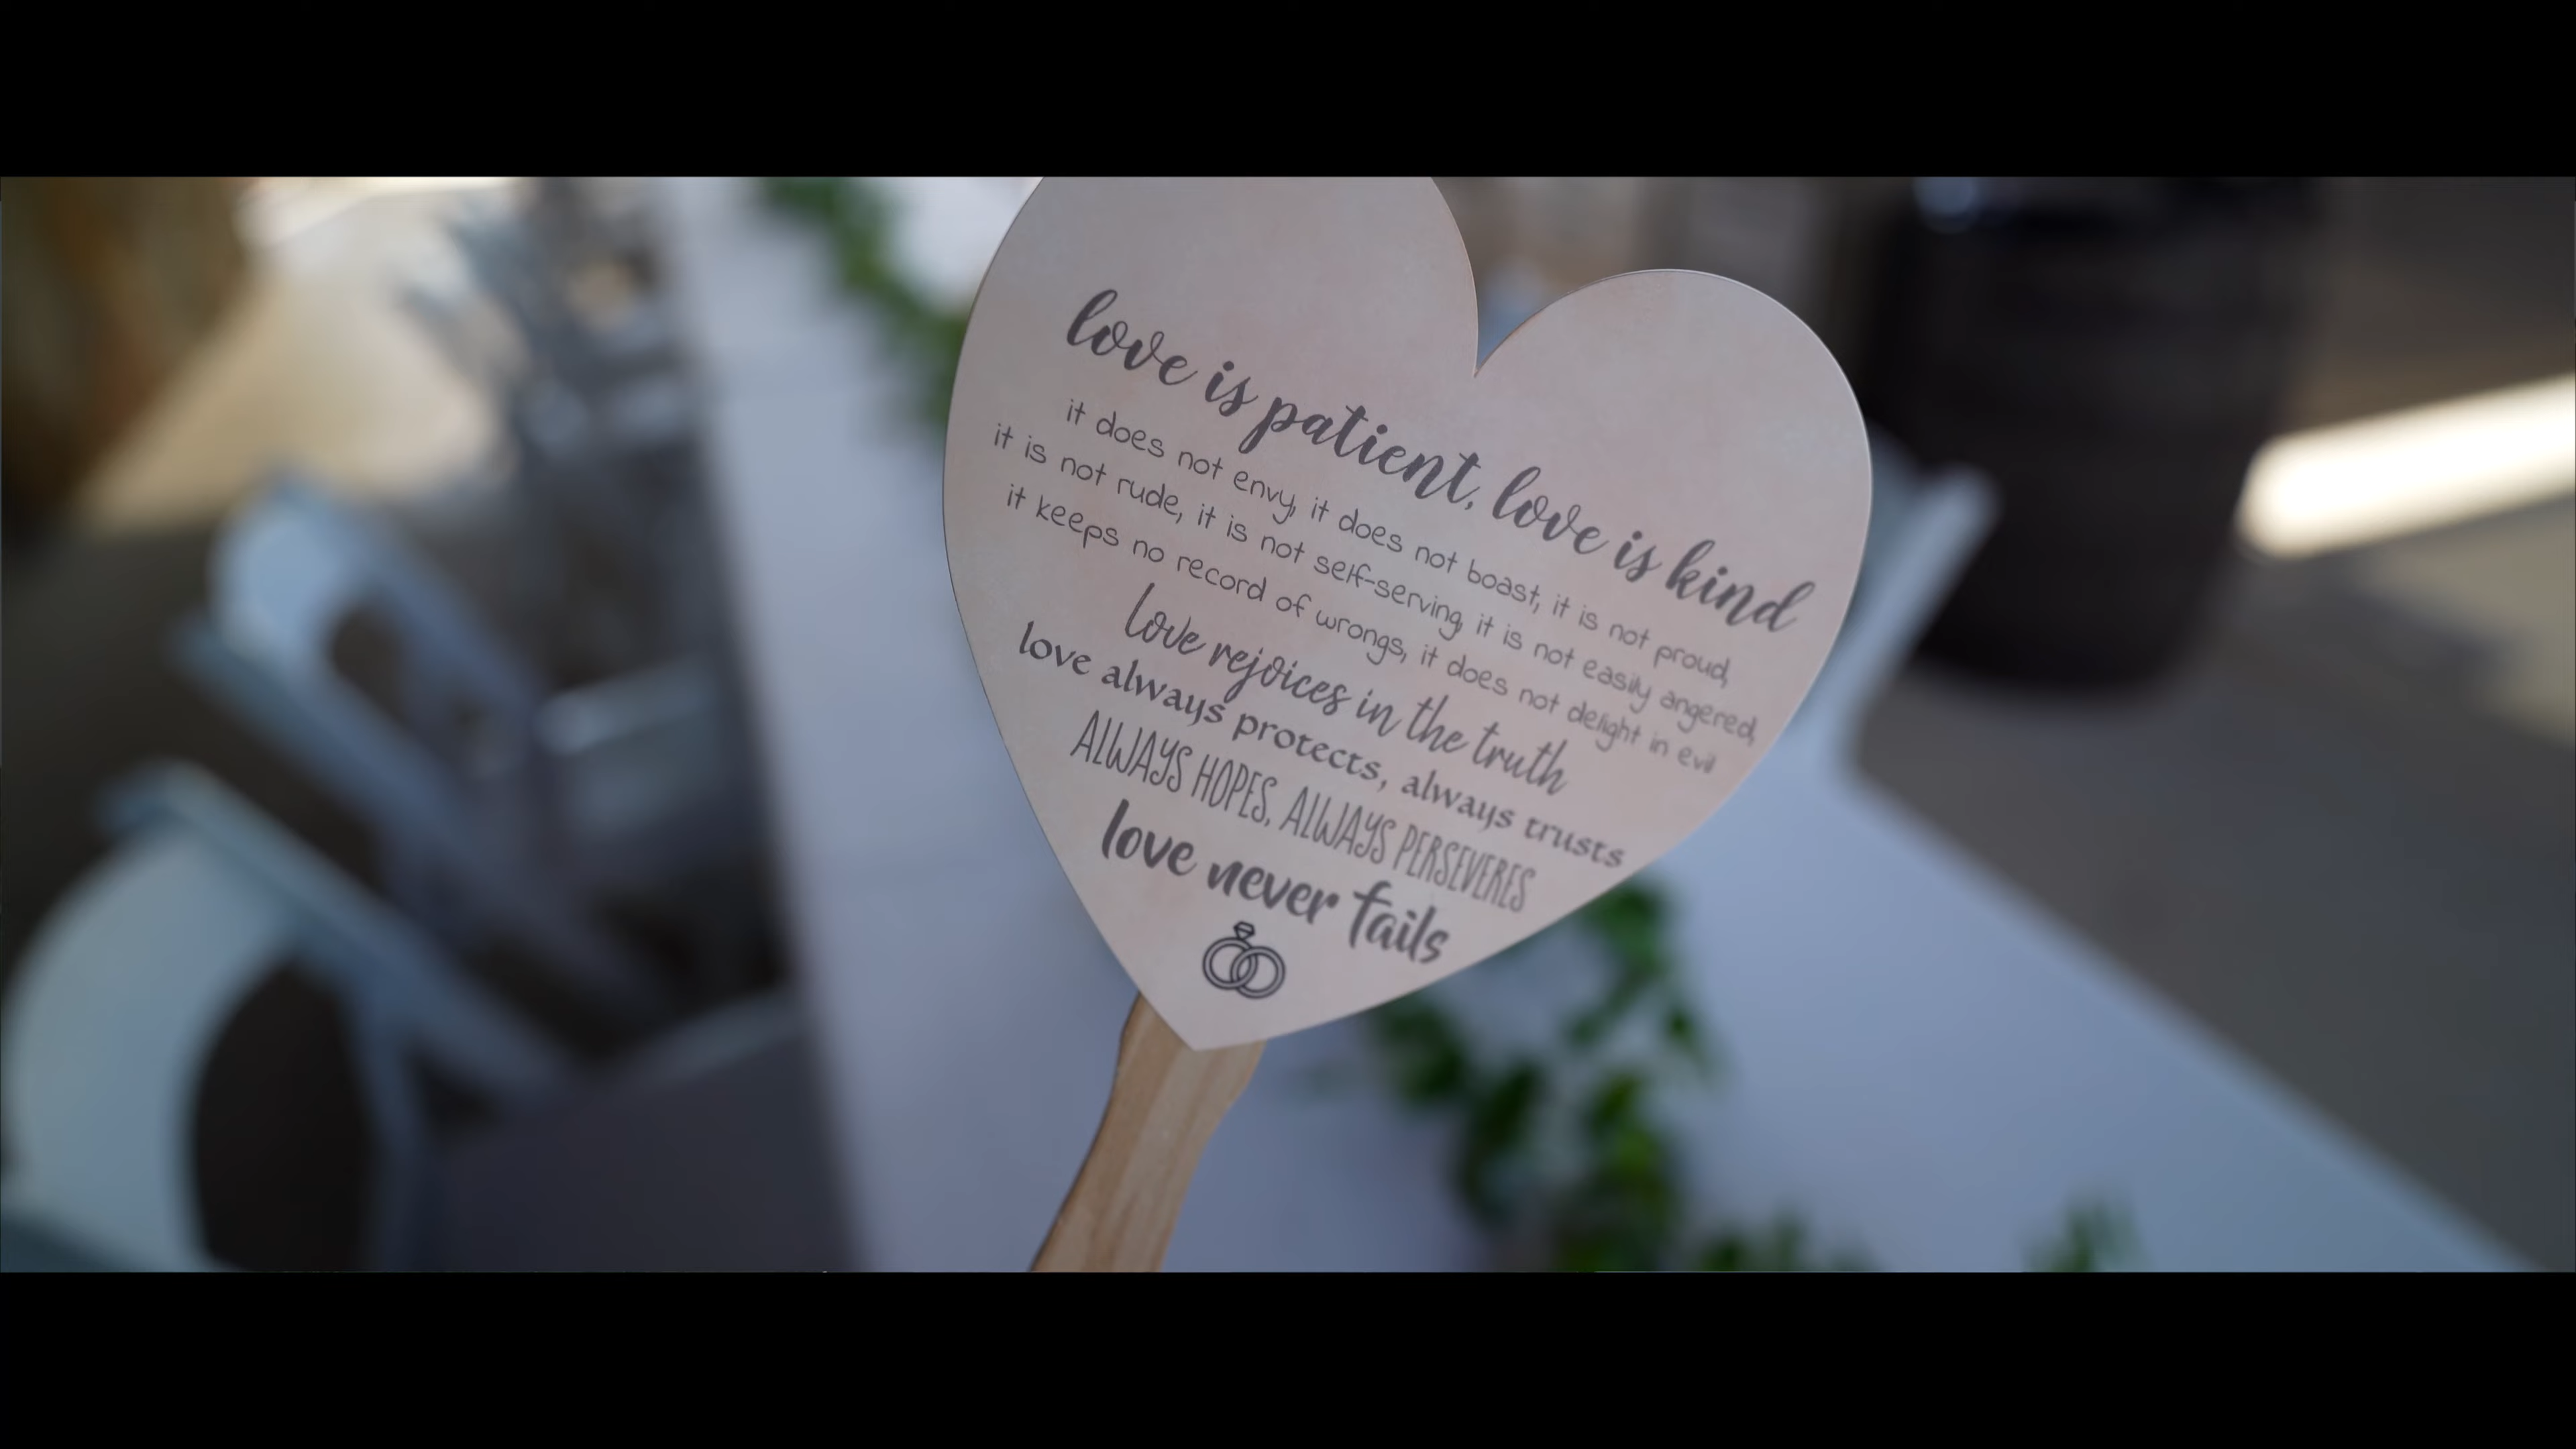 love is patient, love is kind
it does not envy, it does not boast, it is not proud,
it is not rude, it is not self-serving, it is not easily angered,
it keeps no record of wrongs, it does not delight in evil
love rejoices in the truth
love always protects, always trusts
ALWAYS HOPES, ALWAYS PERSEVERES
love never fails